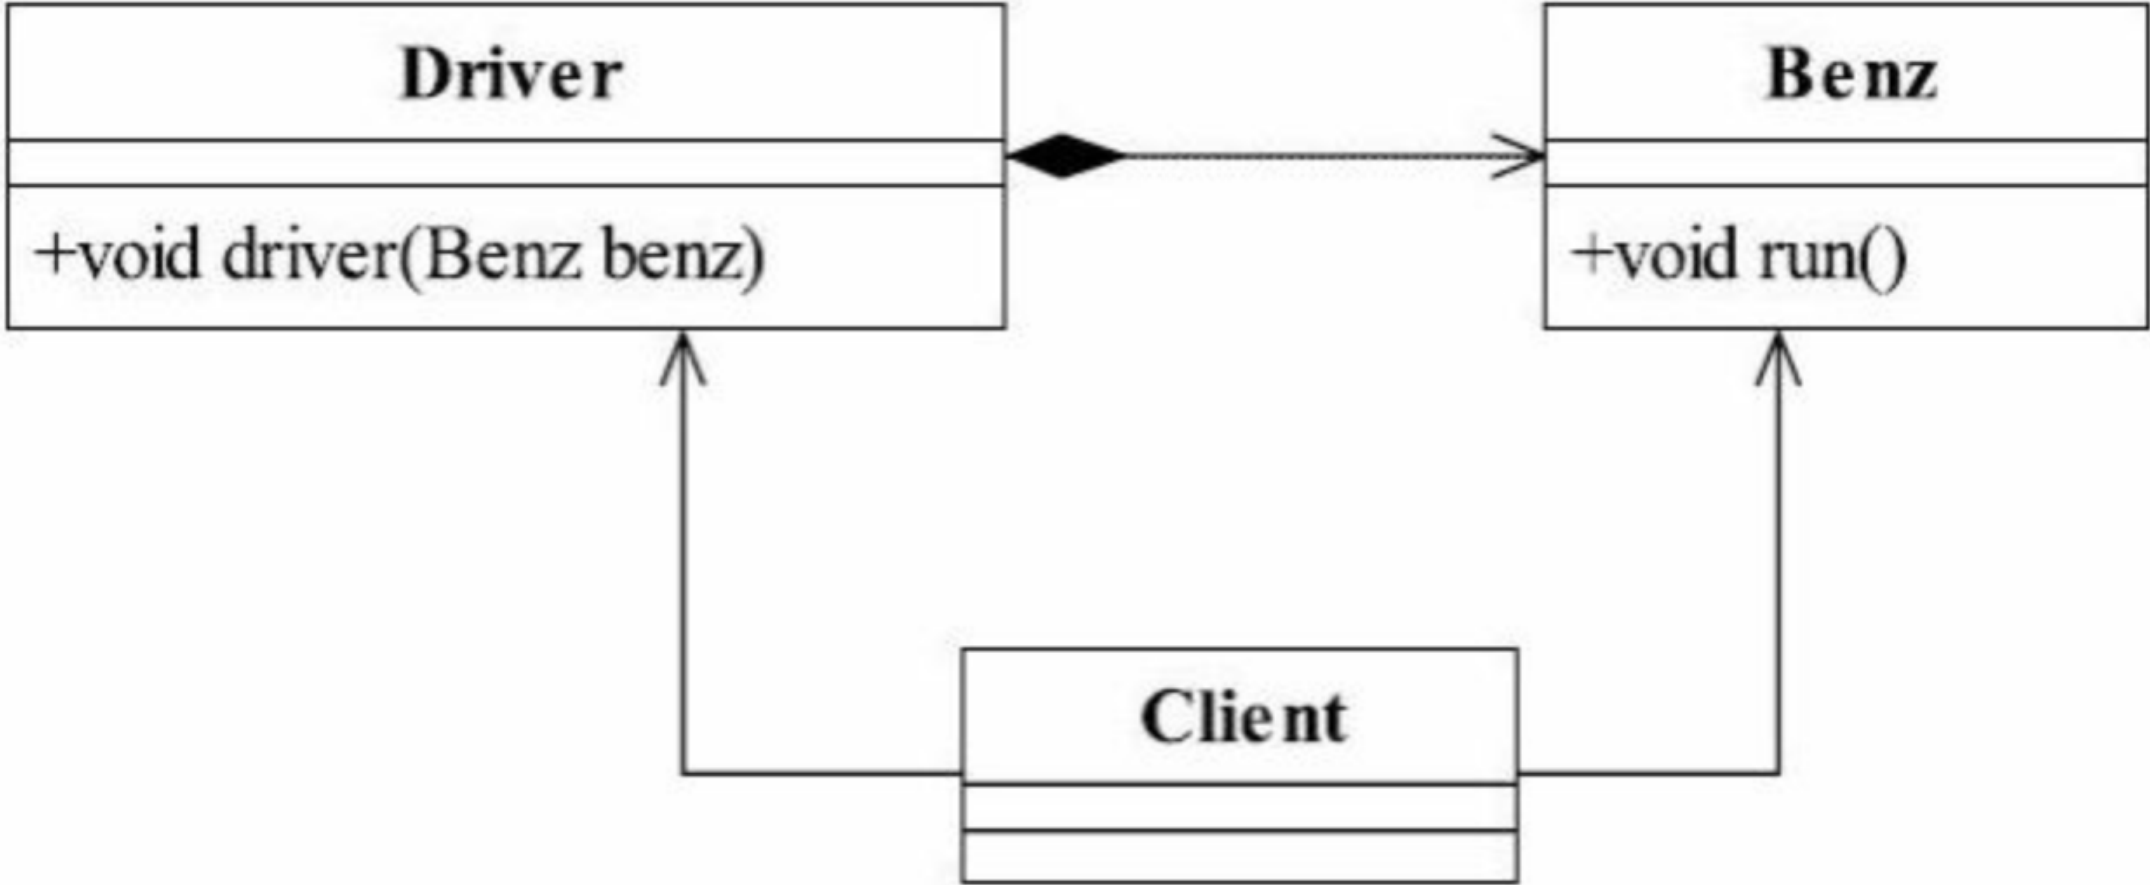 Driver
Benz
+void driver(Benz benz)
+void run()
Client